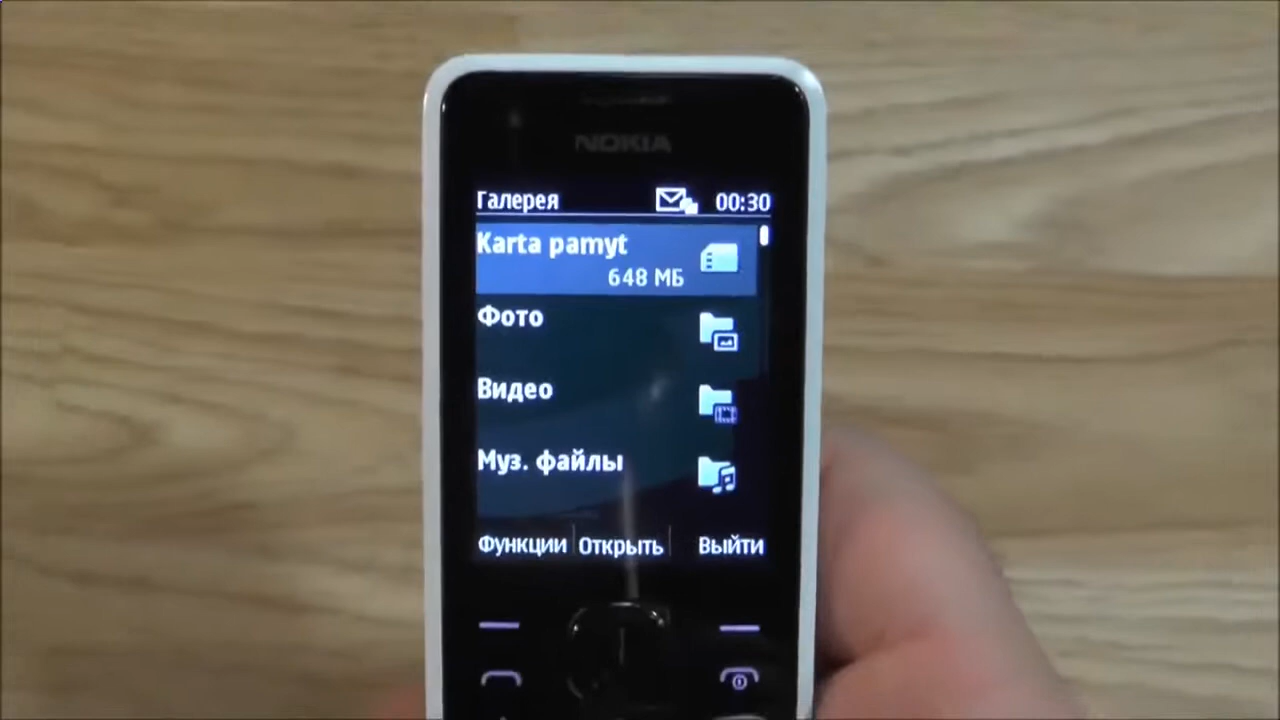 NOKIA
Галерея 00:30
Karta pamyt
648 МБ
Фото
Видео
Муз. файлы
Функции Открыть Выйти